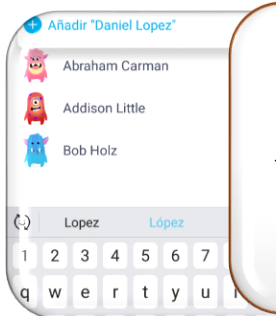 Añadir "Daniel Lopez"
Abraham Carman
Addison Little
Bob Holz
Lopez López
1 2 3 4 5 6 7
q w e r t y u